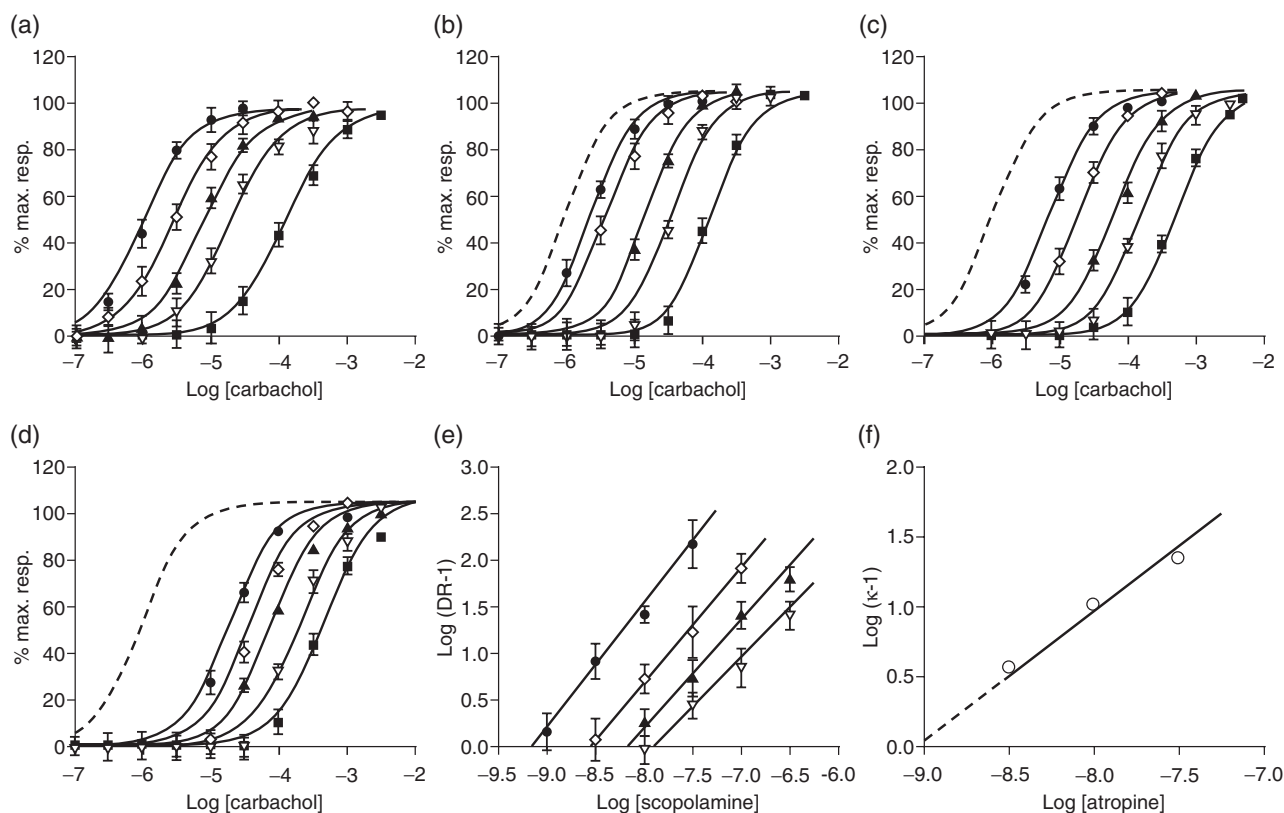 (a)
120
100
80
60
40
20
0
% max. resp.
–7 –6 –5 –4 –3 –2
Log [carbachol]
(b)
120
100
80
60
40
20
0
% max. resp.
–7 –6 –5 –4 –3 –2
Log [carbachol]
(c)
120
100
80
60
40
20
0
% max. resp.
–7 –6 –5 –4 –3 –2
Log [carbachol]
(d)
120
100
80
60
40
20
0
% max. resp.
–7 –6 –5 –4 –3 –2
Log [carbachol]
(e)
3.0
2.5
2.0
1.5
1.0
0.5
0.0
Log (DR-1)
–9.5 –9.0 –8.5 –8.0 –7.5 –7.0 –6.5 –6.0
Log [scopolamine]
(f)
2.0
1.5
1.0
0.5
0.0
Log (κ-1)
–9.0 –8.5 –8.0 –7.5 –7.0
Log [atropine]